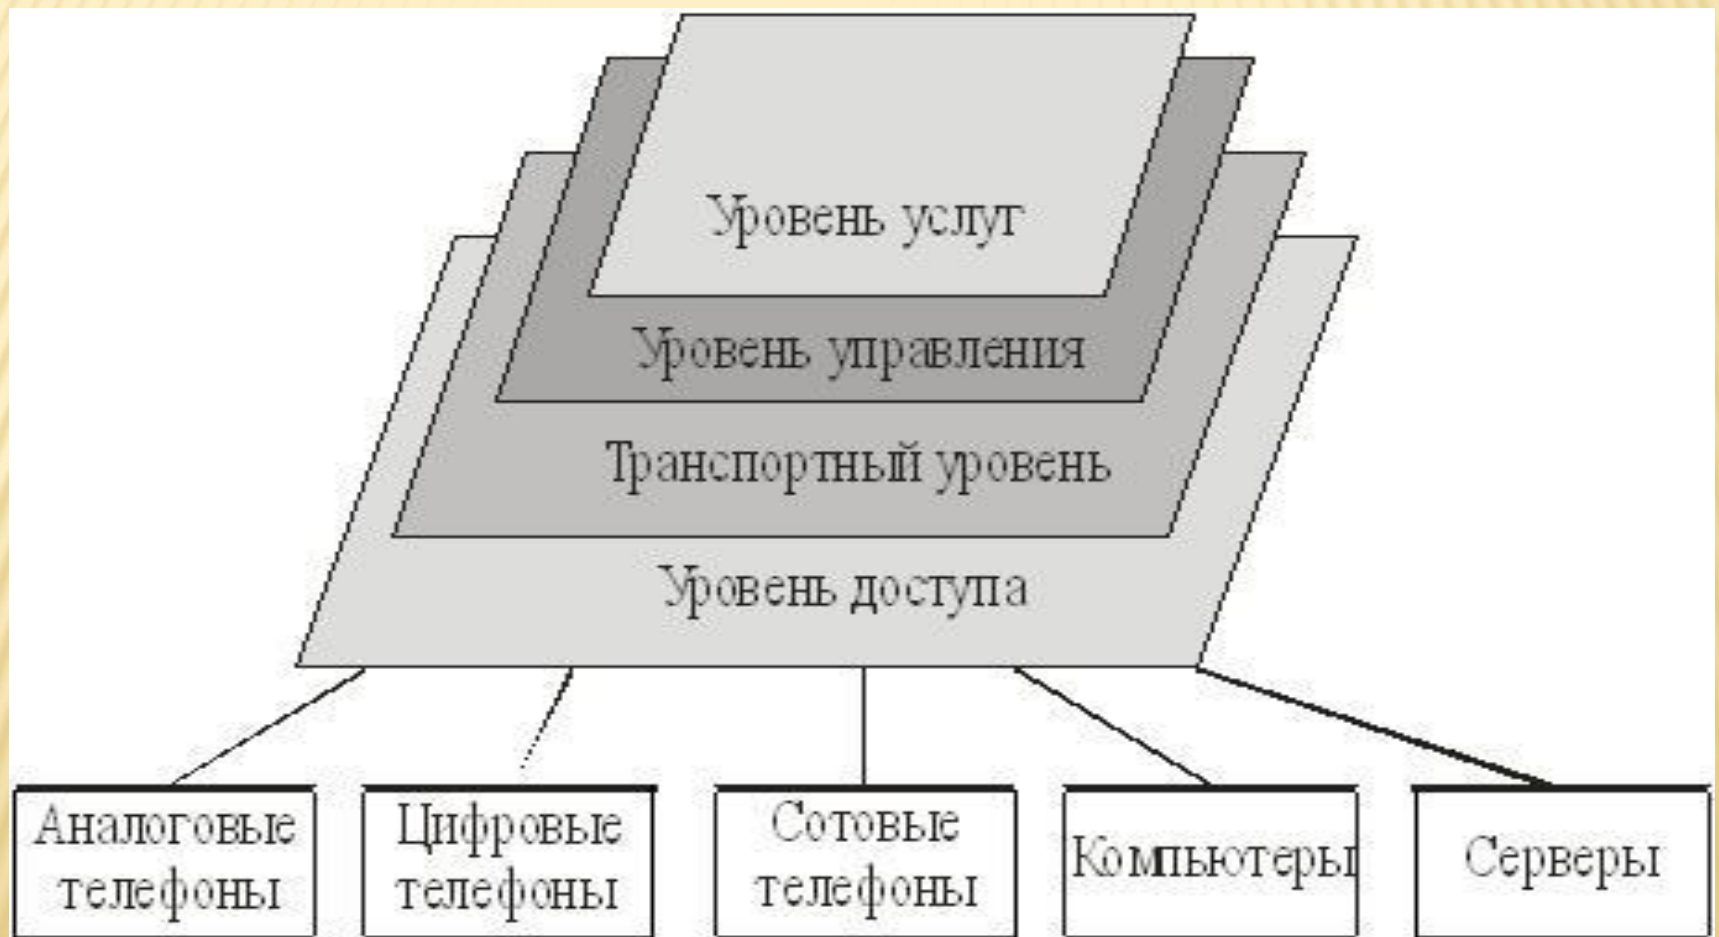 Уровень услуг
Уровень управления
Транспортный уровень
Уровень доступа
Аналоговые
телефоны
Цифровые
телефоны
Сотовые
телефоны
Компьютеры
Серверы